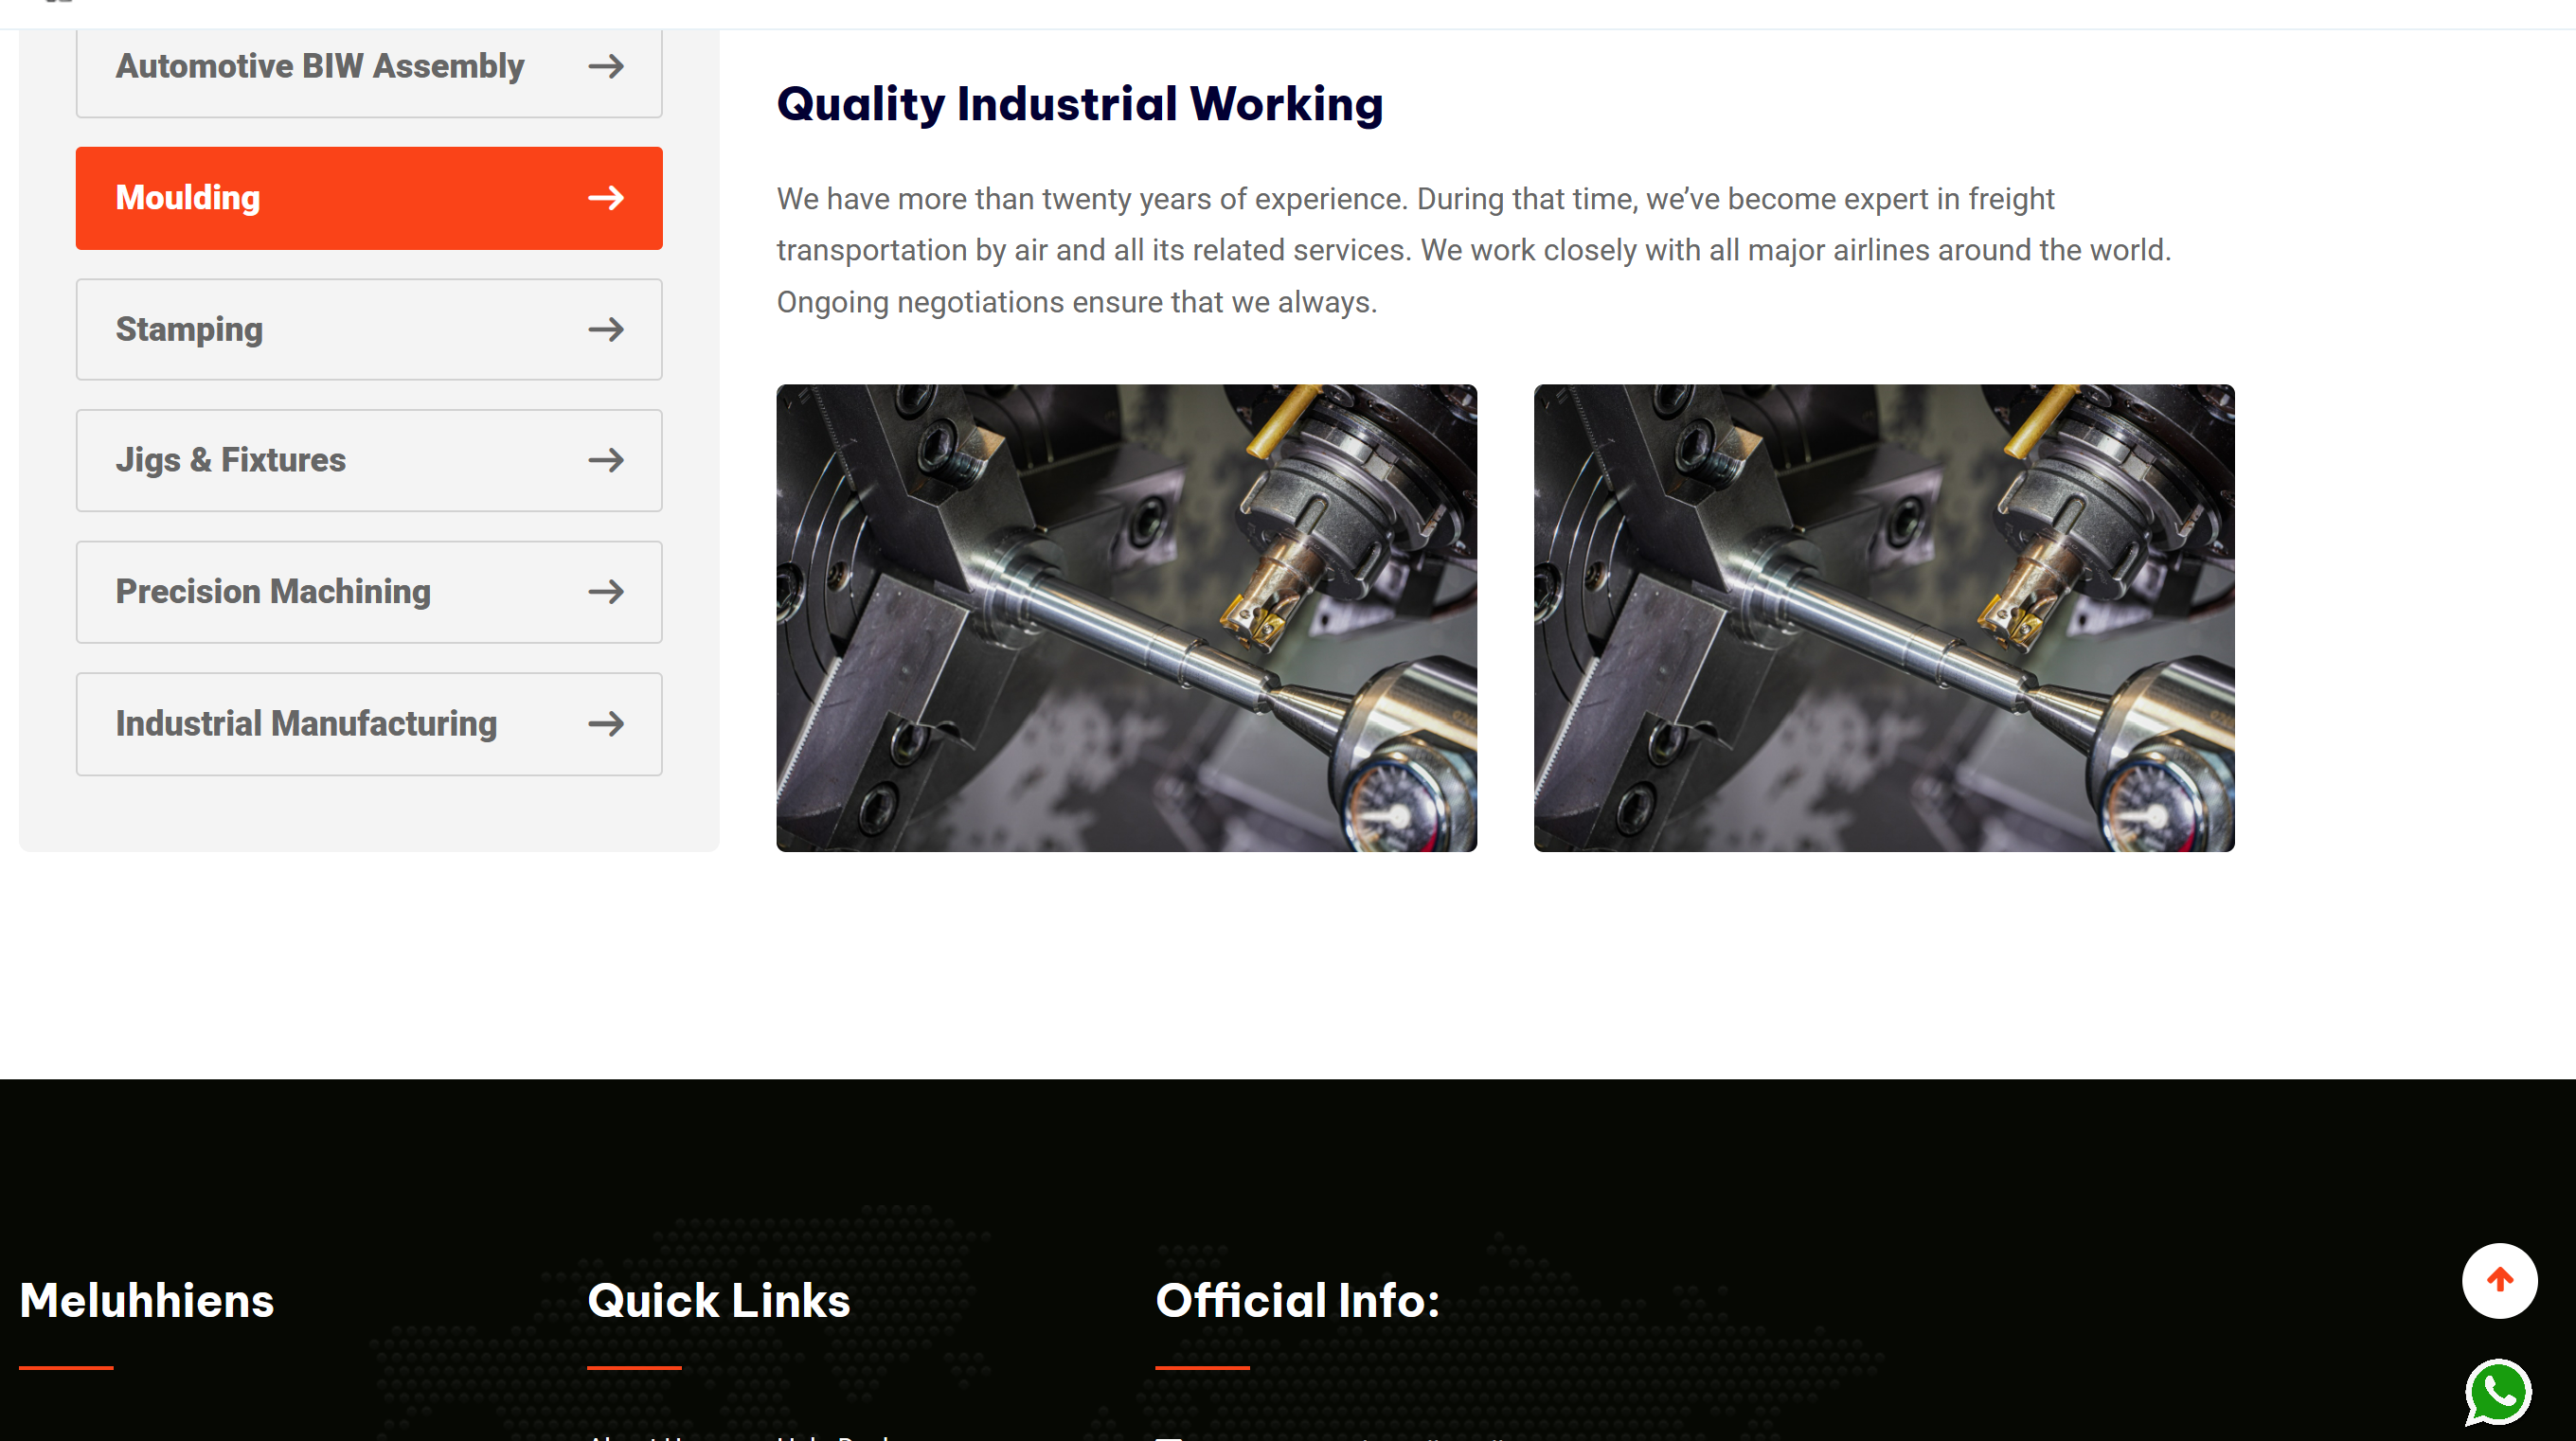 Automotive BIW Assembly
Moulding
Stamping
Jigs & Fixtures
Precision Machining
Industrial Manufacturing
Quality Industrial Working
We have more than twenty years of experience. During that time, we’ve become expert in freight
transportation by air and all its related services. We work closely with all major airlines around the world.
Ongoing negotiations ensure that we always.
Meluhhiens
Quick Links
Official Info: